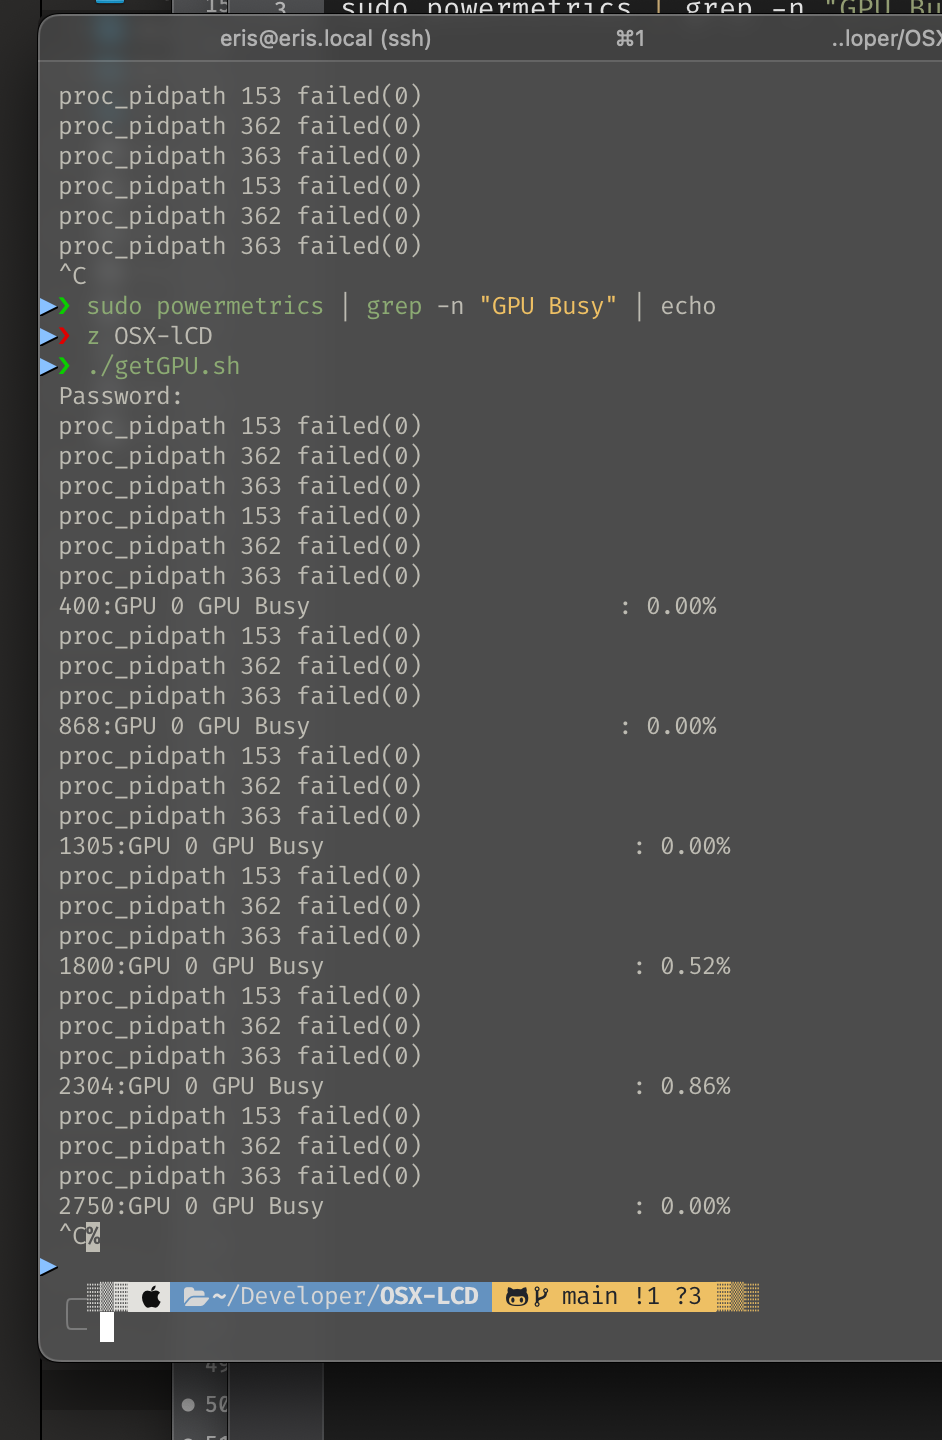 15 3 sudo powermetrics | grep -n "GPU Bu
eris@eris.local (ssh) ⌘1 ..loper/OSX
proc_pidpath 153 failed(0)
proc_pidpath 362 failed(0)
proc_pidpath 363 failed(0)
proc_pidpath 153 failed(0)
proc_pidpath 362 failed(0)
proc_pidpath 363 failed(0)
^C
❯ sudo powermetrics | grep -n "GPU Busy" | echo
❯ z OSX-lCD
❯ ./getGPU.sh
Password:
proc_pidpath 153 failed(0)
proc_pidpath 362 failed(0)
proc_pidpath 363 failed(0)
proc_pidpath 153 failed(0)
proc_pidpath 362 failed(0)
proc_pidpath 363 failed(0)
400:GPU 0 GPU Busy : 0.00%
proc_pidpath 153 failed(0)
proc_pidpath 362 failed(0)
proc_pidpath 363 failed(0)
868:GPU 0 GPU Busy : 0.00%
proc_pidpath 153 failed(0)
proc_pidpath 362 failed(0)
proc_pidpath 363 failed(0)
1305:GPU 0 GPU Busy : 0.00%
proc_pidpath 153 failed(0)
proc_pidpath 362 failed(0)
proc_pidpath 363 failed(0)
1800:GPU 0 GPU Busy : 0.52%
proc_pidpath 153 failed(0)
proc_pidpath 362 failed(0)
proc_pidpath 363 failed(0)
2304:GPU 0 GPU Busy : 0.86%
proc_pidpath 153 failed(0)
proc_pidpath 362 failed(0)
proc_pidpath 363 failed(0)
2750:GPU 0 GPU Busy : 0.00%
^C%
~/Developer/OSX-LCD main !1 ?3
49
50